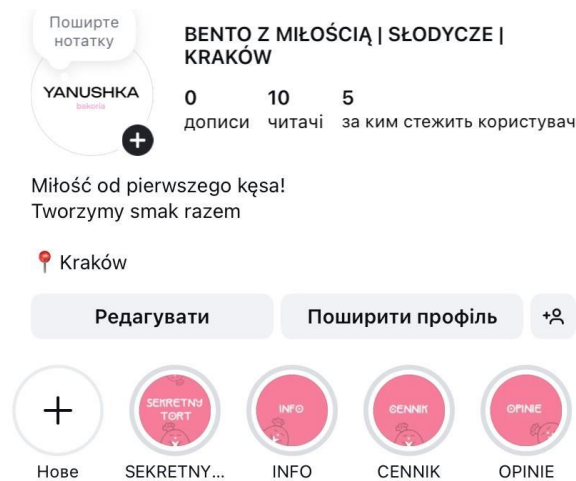 Поширте
нотатку
YANUSHKA
bakeria
BENTO Z MIŁOŚCIĄ | SŁODYCZE |
KRAKÓW
0 10 5
дописи читачі за ким стежить користувач
Miłość od pierwszego kęsa!
Tworzymy smak razem
📍 Kraków
Редагувати Поширити профіль
SEKRETNY
TORT
INFO
CENNIK
OPINIE
Нове SEKRETNY... INFO CENNIK OPINIE